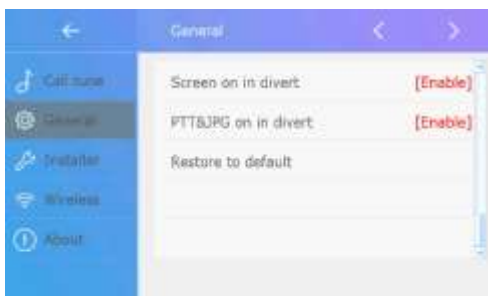 General
Call tune
General
Installer
Wireless
About
Screen on in divert [Enable]
PTT&JPG on in divert [Enable]
Restore to default